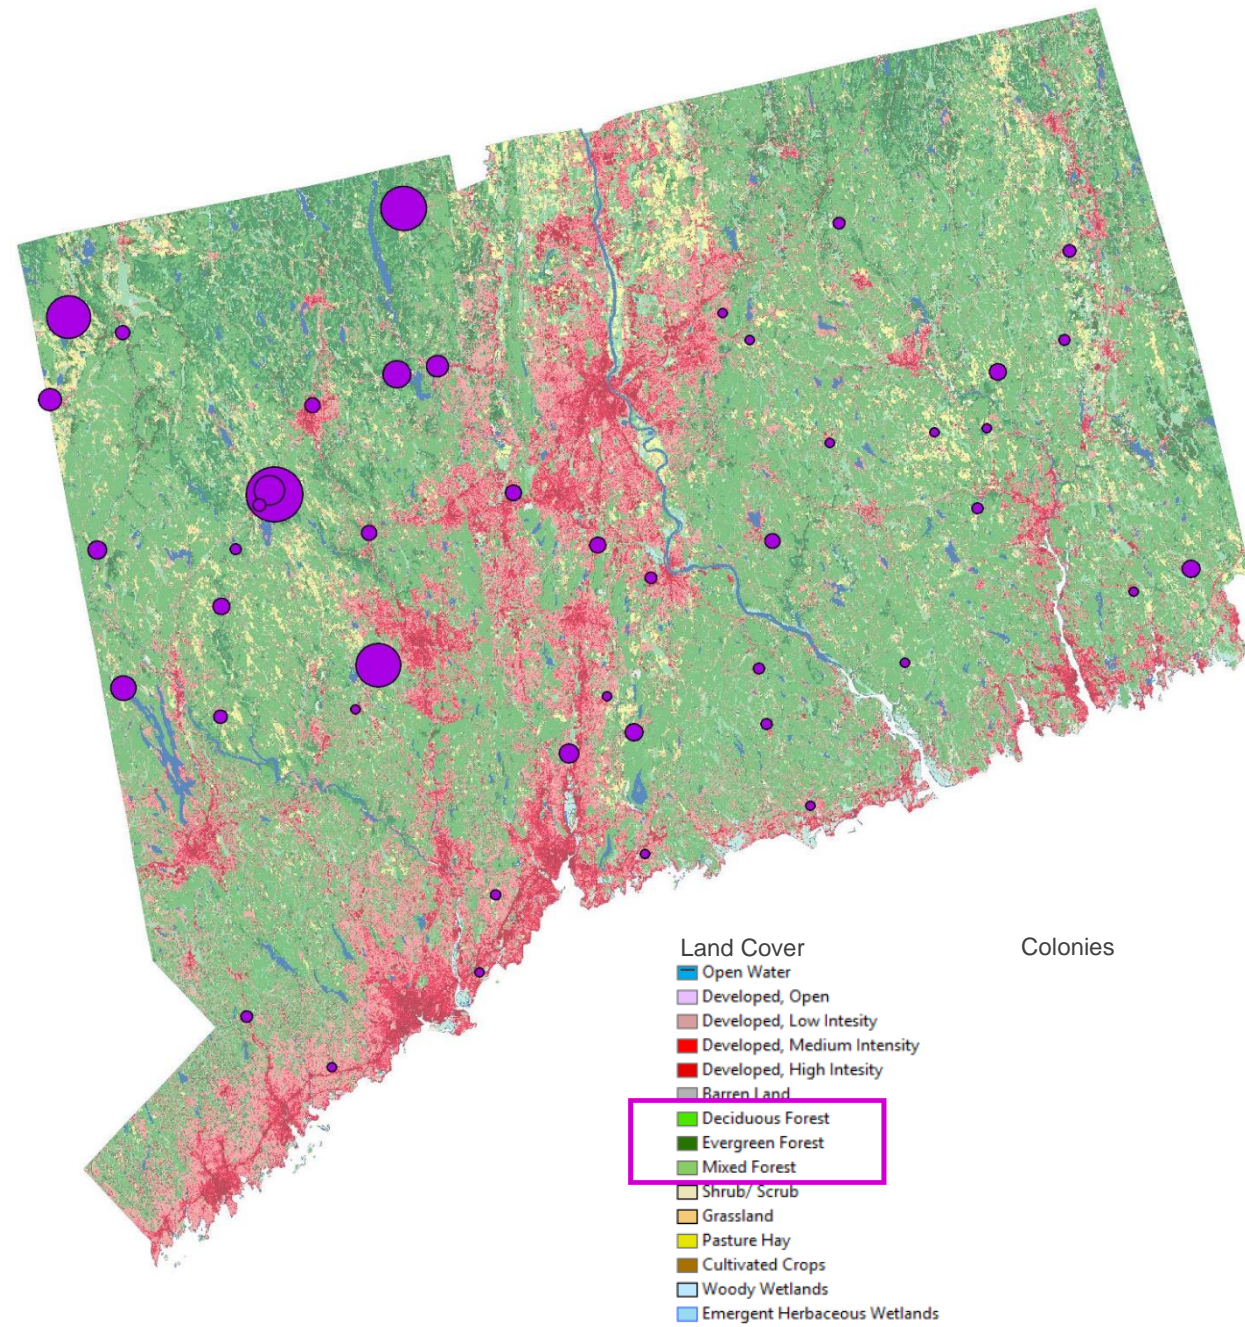 Land Cover
Colonies
Open Water
Developed, Open
Developed, Low Intesity
Developed, Medium Intensity
Developed, High Intesity
Barren Land
Deciduous Forest
Evergreen Forest
Mixed Forest
Shrub/ Scrub
Grassland
Pasture Hay
Cultivated Crops
Woody Wetlands
Emergent Herbaceous Wetlands